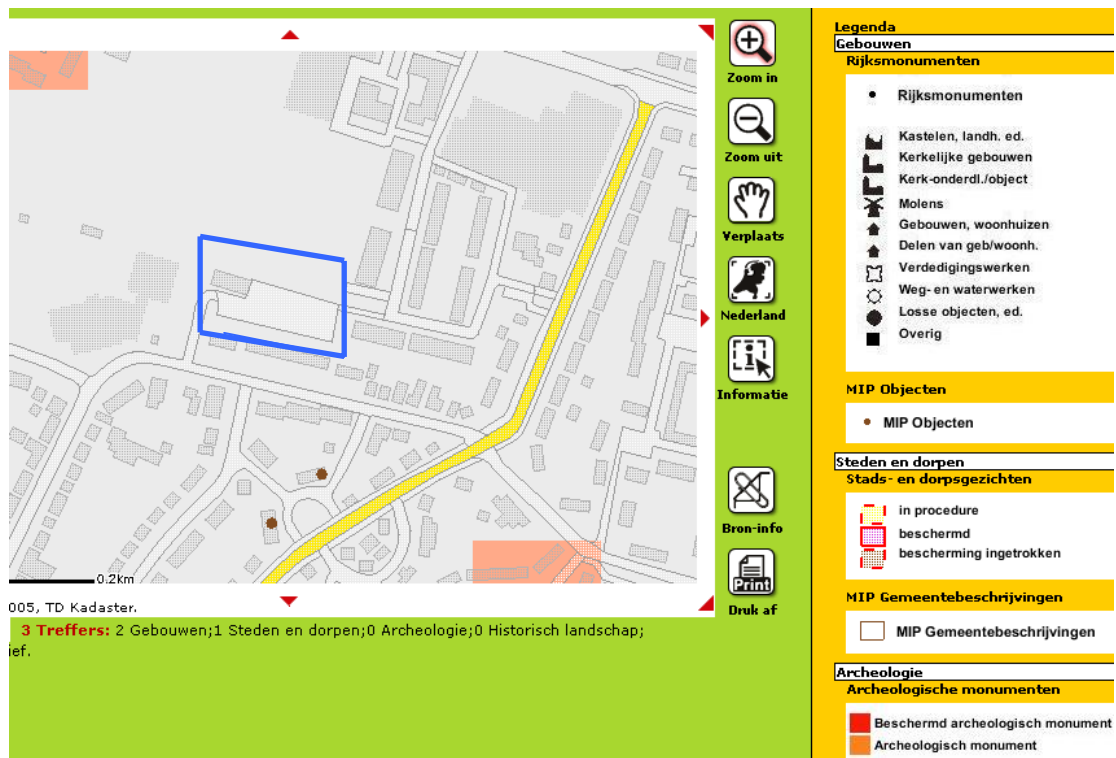 Zoom in
Zoom uit
Verplaats
Nederland
Informatie
Bron-info
Print
Druk af
0.2km
005, TD Kadaster.
3 Treffers: 2 Gebouwen;1 Steden en dorpen;0 Archeologie;0 Historisch landschap;
ief.
Legenda
Gebouwen
Rijksmonumenten
Rijksmonumenten
Kastelen, landh. ed.
Kerkelijke gebouwen
Kerk-onderdl./object
Molens
Gebouwen, woonhuizen
Delen van geb/woonh.
Verdedigingswerken
Weg- en waterwerken
Losse objecten, ed.
Overig
MIP Objecten
MIP Objecten
Steden en dorpen
Stads- en dorpsgezichten
in procedure
beschermd
bescherming ingetrokken
MIP Gemeentebeschrijvingen
MIP Gemeentebeschrijvingen
Archeologie
Archeologische monumenten
Beschermd archeologisch monument
Archeologisch monument